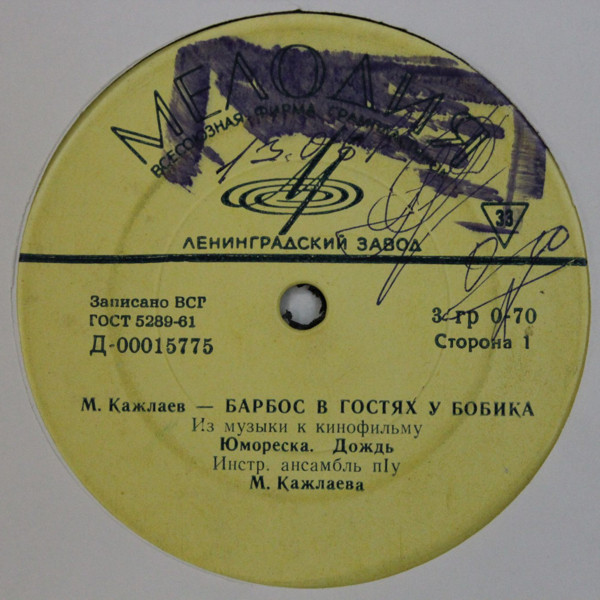 МЕЛОДИЯ
ВСЕСОЮЗНАЯ ФИРМА
33
ЛЕНИНГРАДСКИЙ ЗАВОД
Записано ВСГ
ГОСТ 5289-61
Д-00015775
3-гр 0-70
Сторона 1
М. Кажлаев — БАРБОС В ГОСТЯХ У БОБИКА
Из музыки к кинофильму
Юмореска. Дождь
Инстр. ансамбль пІу
М. Кажлаева